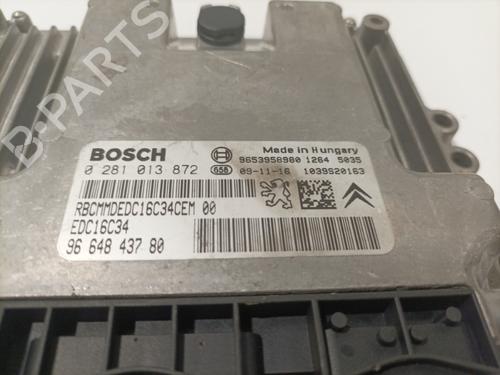 B-PARTS
BOSCH
0 281 013 872
Made in Hungary
9653958980 1264 5035
658 09-11-16 1039S20163
RBCMMDEDC16C34CEM 00
EDC16C34
96 648 437 80